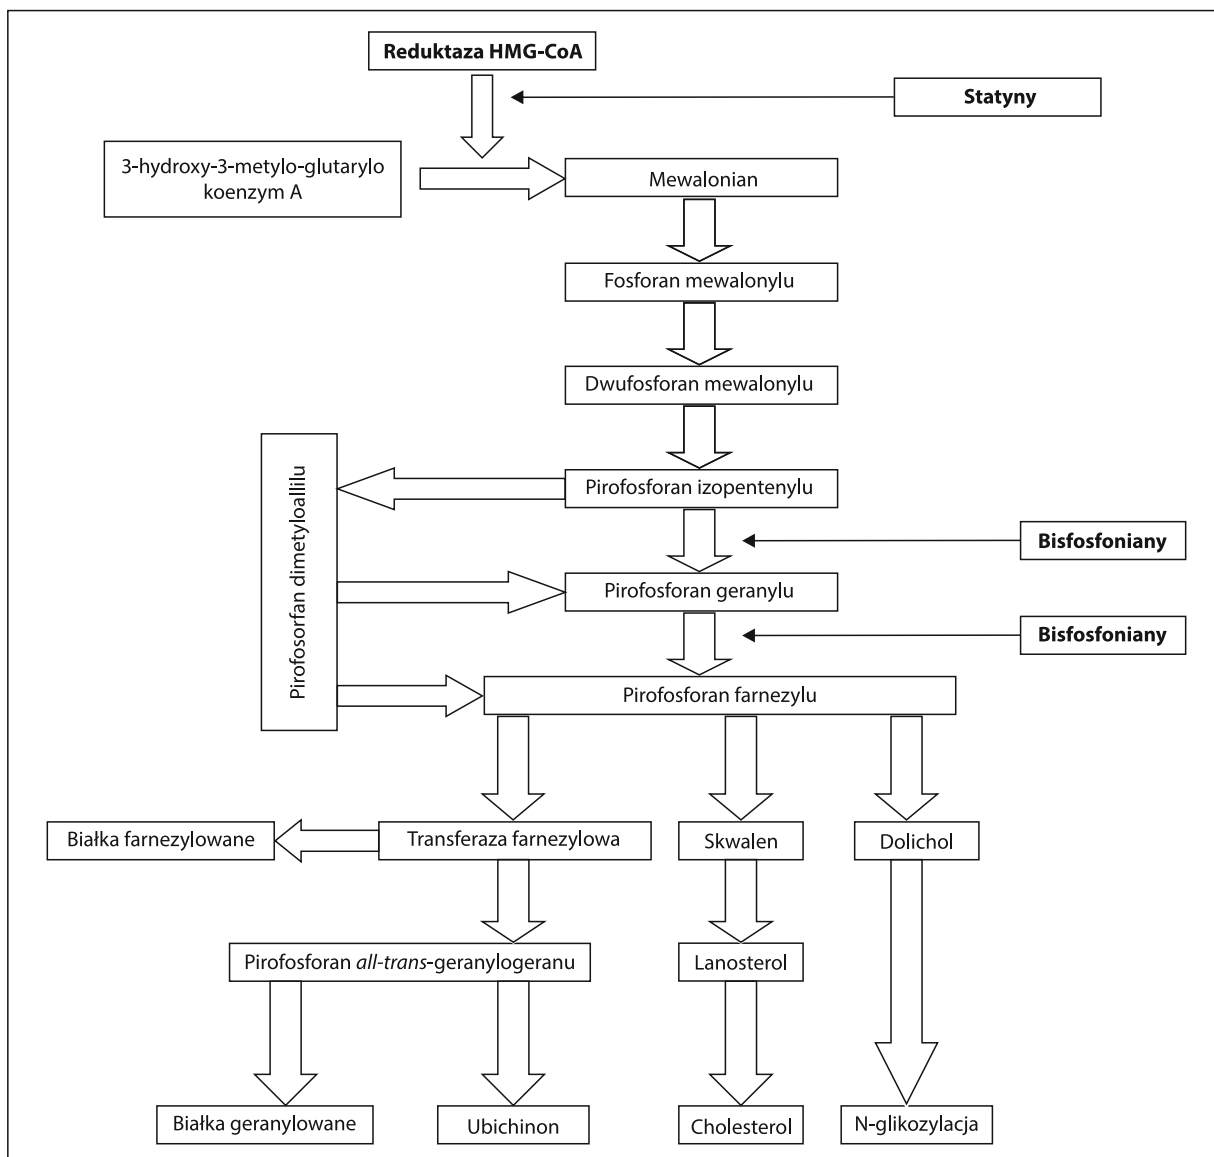 Reduktaza HMG-CoA
Statyny
3-hydroxy-3-metylo-glutarylo
koenzym A
Mewalonian
Fosforan mewalonylu
Dwufosforan mewalonylu
Pirofosorfan dimetyloallilu
Pirofosforan izopentenylu
Bisfosfoniany
Pirofosforan geranylu
Bisfosfoniany
Pirofosforan farnezylu
Białka farnezylowane
Transferaza farnezylowa
Skwalen
Dolichol
Pirofosforan all-trans-geranylogeranu
Lanosterol
Białka geranylowane
Ubichinon
Cholesterol
N-glikozylacja